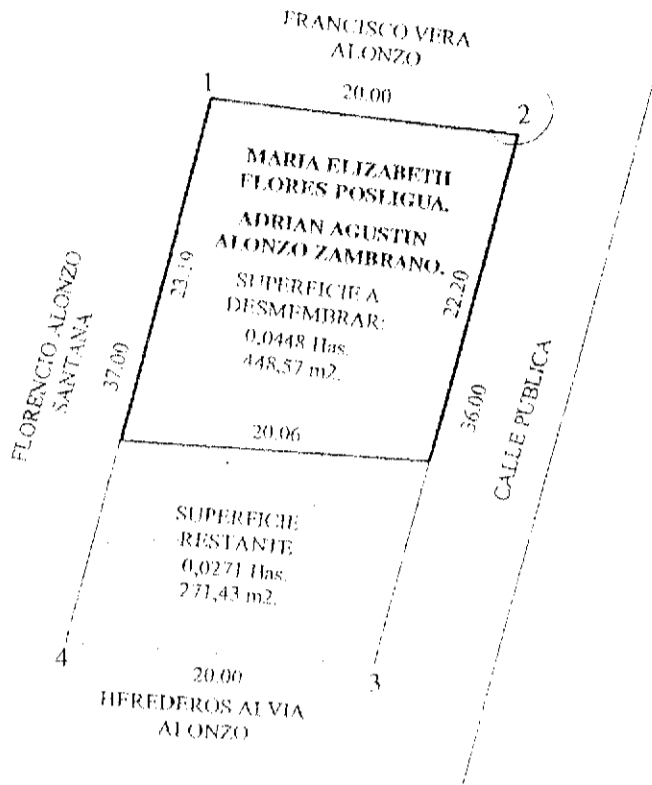 FRANCISCO VERA
ALONZO
1
20.00
2
MARIA ELIZABETH
FLORES POSLIGUA.
ADRIAN AGUSTIN
ALONZO ZAMBRANO.
23.19
22.20
SUPERFICIE A
DESMEMBRAR:
0,0448 Has.
448,57 m2.
FLORENCIO ALONZO
SANTANA
37.00
36.00
CALLE PUBLICA
20.06
SUPERFICIE
RESTANTE
0,0271 Has.
271,43 m2.
4
20.00
3
HEREDEROS ALVIA
ALONZO